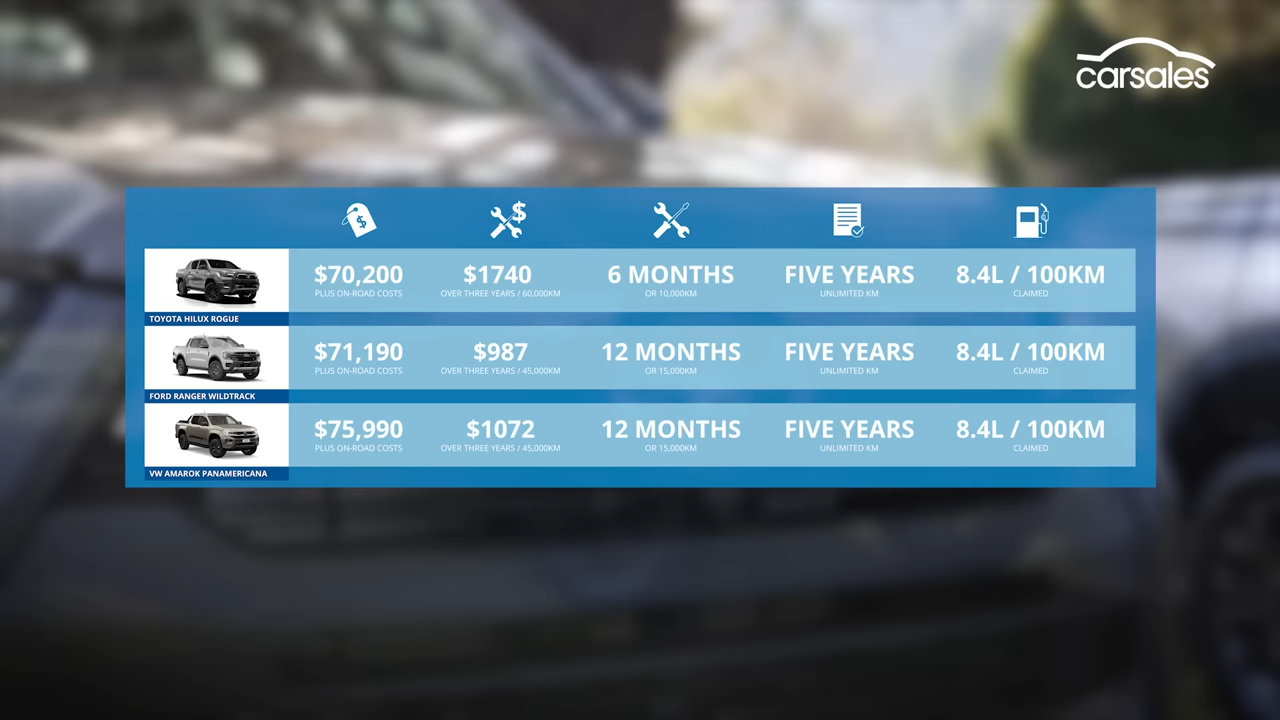 carsales
$70,200 $1740 6 MONTHS FIVE YEARS 8.4L / 100KM
PLUS ON-ROAD COSTS OVER THREE YEARS / 60,000KM OR 10,000KM UNLIMITED KM CLAIMED
TOYOTA HILUX ROGUE
$71,190 $987 12 MONTHS FIVE YEARS 8.4L / 100KM
PLUS ON-ROAD COSTS OVER THREE YEARS / 45,000KM OR 15,000KM UNLIMITED KM CLAIMED
FORD RANGER WILDTRACK
$75,990 $1072 12 MONTHS FIVE YEARS 8.4L / 100KM
PLUS ON-ROAD COSTS OVER THREE YEARS / 45,000KM OR 15,000KM UNLIMITED KM CLAIMED
VW AMAROK PANAMERICANA